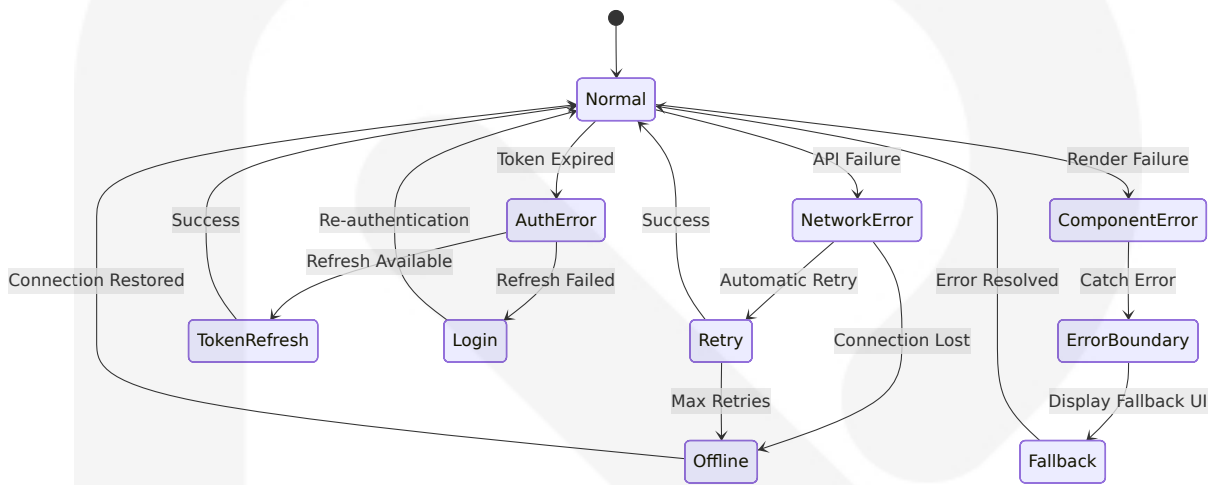 Normal
Token Expired
API Failure
Render Failure
Success
Re-authentication
AuthError
Success
NetworkError
ComponentError
Refresh Available
Connection Restored
Refresh Failed
Automatic Retry
Error Resolved
Catch Error
TokenRefresh
Login
Retry
Connection Lost
ErrorBoundary
Max Retries
Display Fallback UI
Offline
Fallback